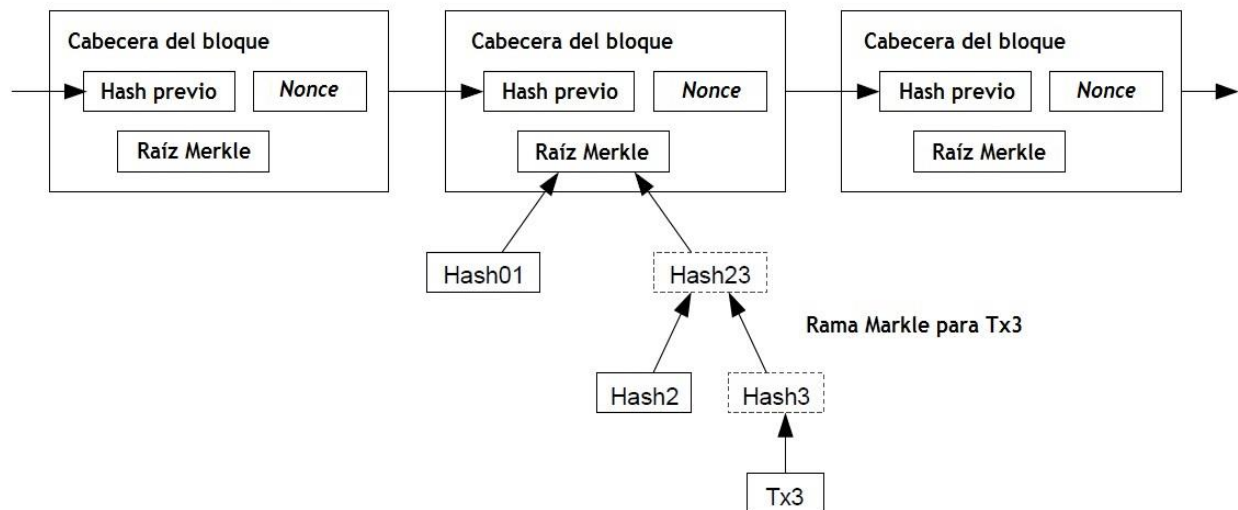 Cabecera del bloque
Hash previo
Nonce
Raíz Merkle
Cabecera del bloque
Hash previo
Nonce
Raíz Merkle
Cabecera del bloque
Hash previo
Nonce
Raíz Merkle
Hash01
Hash23
Rama Markle para Tx3
Hash2
Hash3
Tx3